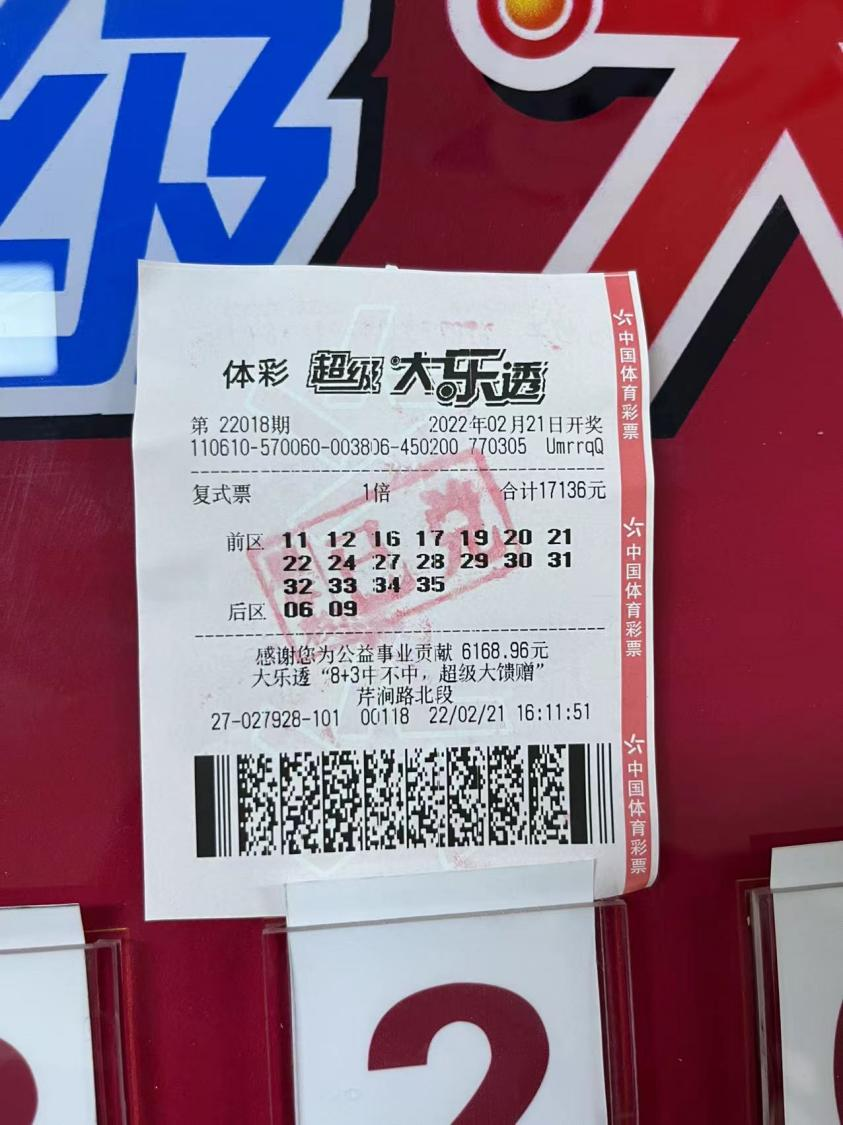 级 大
体彩 超级大乐透
第 22018期 2022年02月21日开奖
110610-570060-003806-450200 770305 UmrrqQ
复式票 1倍 合计17136元
前区 11 12 16 17 19 20 21
22 24 27 28 29 30 31
32 33 34 35
后区 06 09
已兑
感谢您为公益事业贡献 6168.96元
大乐透“8+3中不中，超级大馈赠”
芹涧路北段
27-027928-101 00118 22/02/21 16:11:51
中国体育彩票
中国体育彩票
中国体育彩票
2